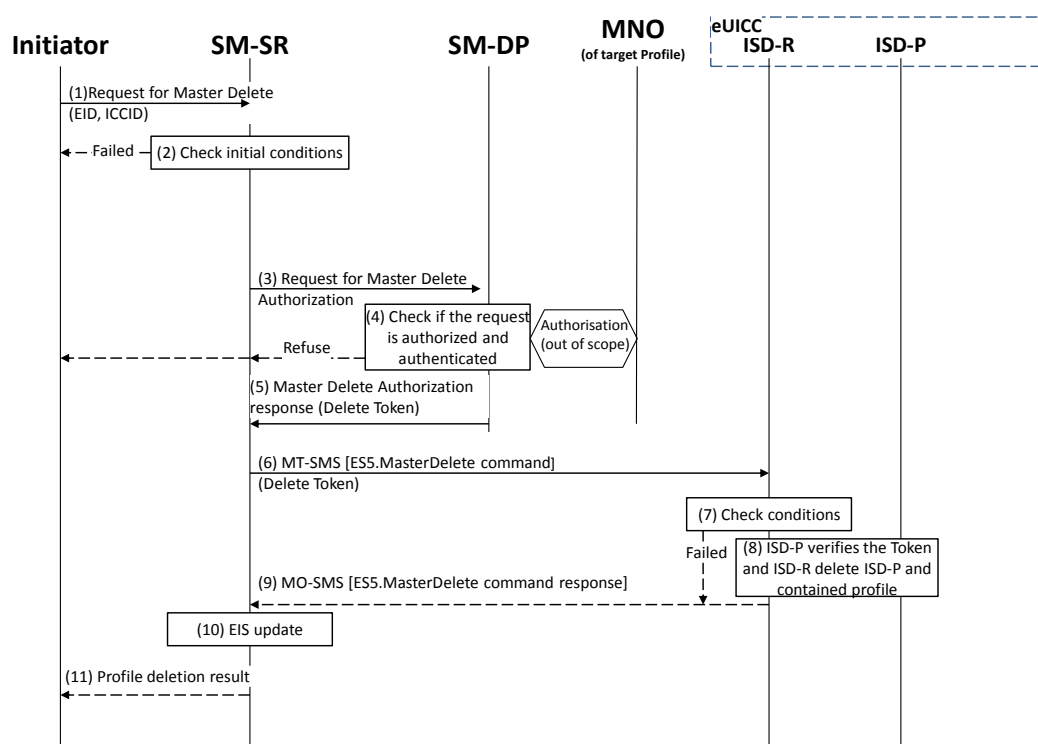 Initiator
SM-SR
SM-DP
MNO
(of target Profile)
eUICC
ISD-R
ISD-P
(1)Request for Master Delete
(EID, ICCID)
Failed
(2) Check initial conditions
(3) Request for Master Delete
Authorization
(4) Check if the request
is authorized and
authenticated
Authorisation
(out of scope)
Refuse
(5) Master Delete Authorization
response (Delete Token)
(6) MT-SMS [ES5.MasterDelete command]
(Delete Token)
(7) Check conditions
Failed
(8) ISD-P verifies the Token
and ISD-R delete ISD-P and
contained profile
(9) MO-SMS [ES5.MasterDelete command response]
(10) EIS update
(11) Profile deletion result